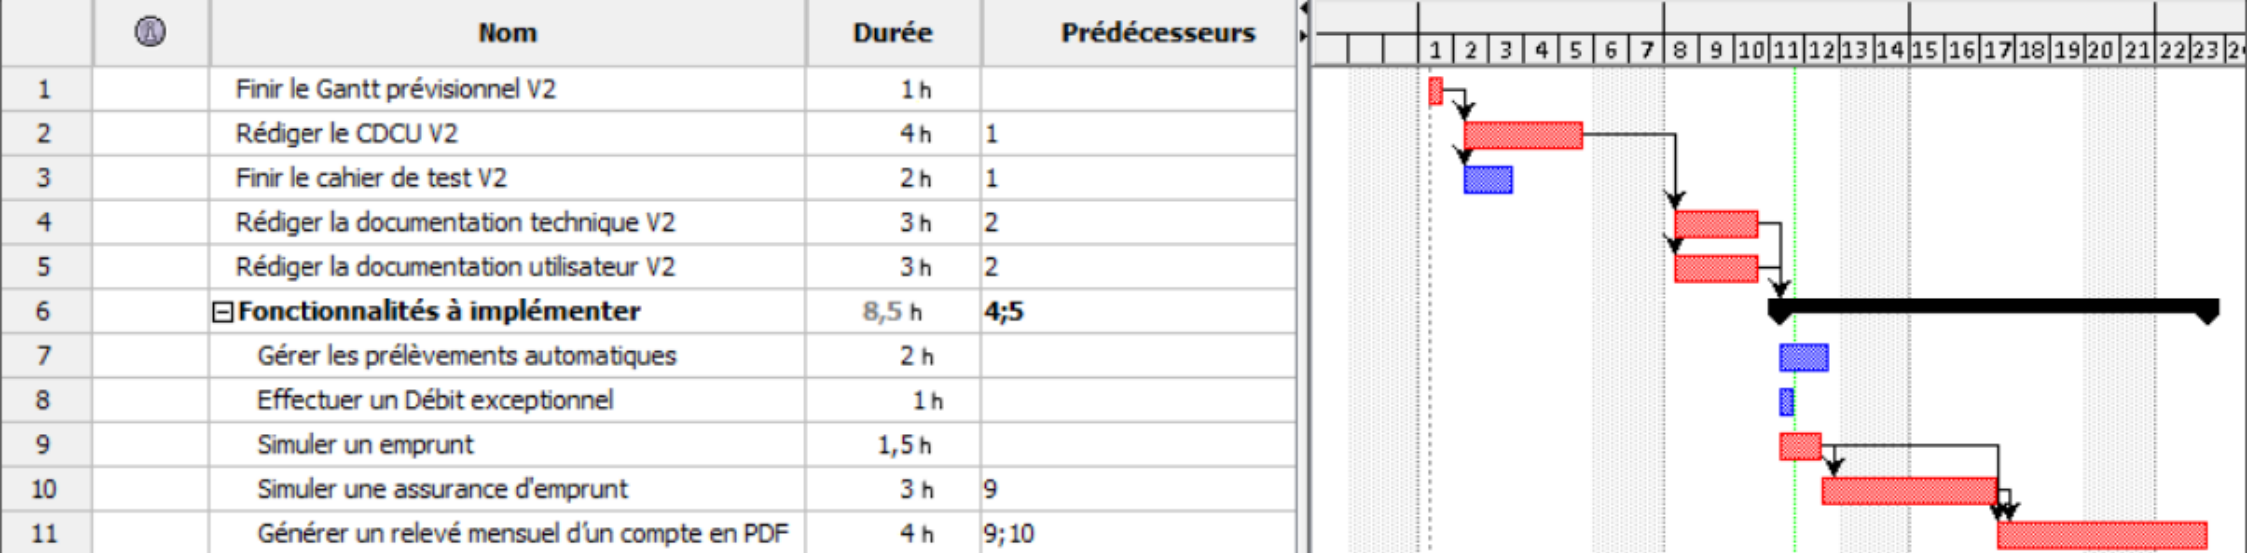 Nom Durée Prédécesseurs 1 2 3 4 5 6 7 8 9 10 11 12 13 14 15 16 17 18 19 20 21 22 23
1 Finir le Gantt prévisionnel V2 1 h
2 Rédiger le CDCU V2 4 h 1
3 Finir le cahier de test V2 2 h 1
4 Rédiger la documentation technique V2 3 h 2
5 Rédiger la documentation utilisateur V2 3 h 2
6 Fonctionnalités à implémenter 8,5 h 4;5
7 Gérer les prélèvements automatiques 2 h
8 Effectuer un Débit exceptionnel 1 h
9 Simuler un emprunt 1,5 h
10 Simuler une assurance d'emprunt 3 h 9
11 Générer un relevé mensuel d'un compte en PDF 4 h 9;10